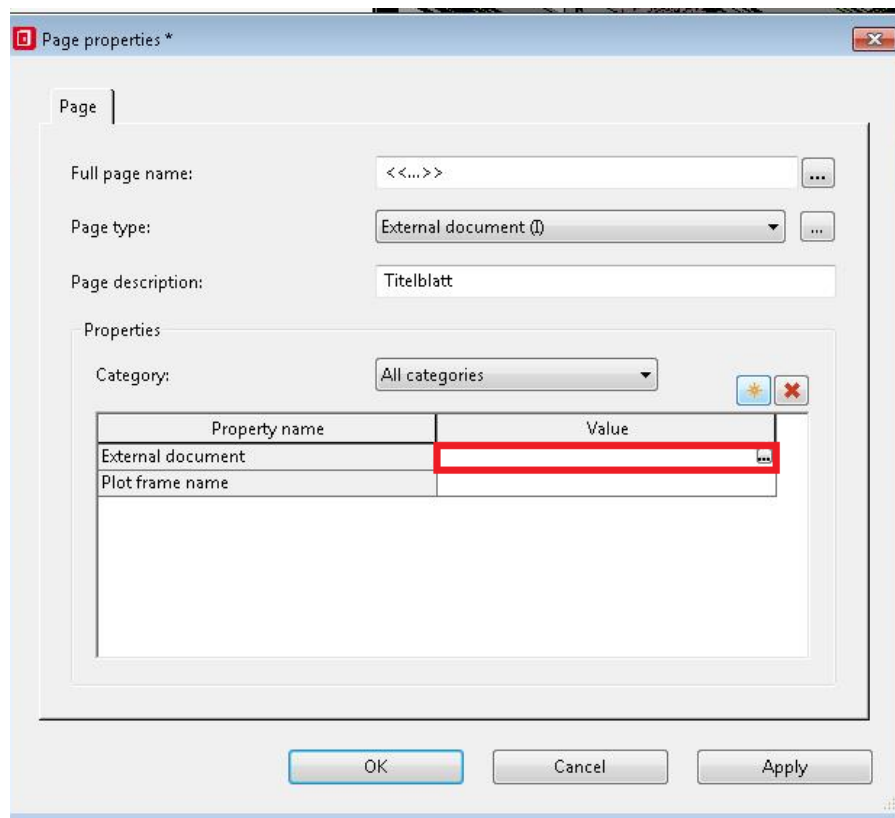 Page properties *
Page
Full page name:
<<...>>
...
Page type:
External document (I)
...
Page description:
Titelblatt
Properties
Category:
All categories
Property name
Value
External document
...
Plot frame name
OK
Cancel
Apply